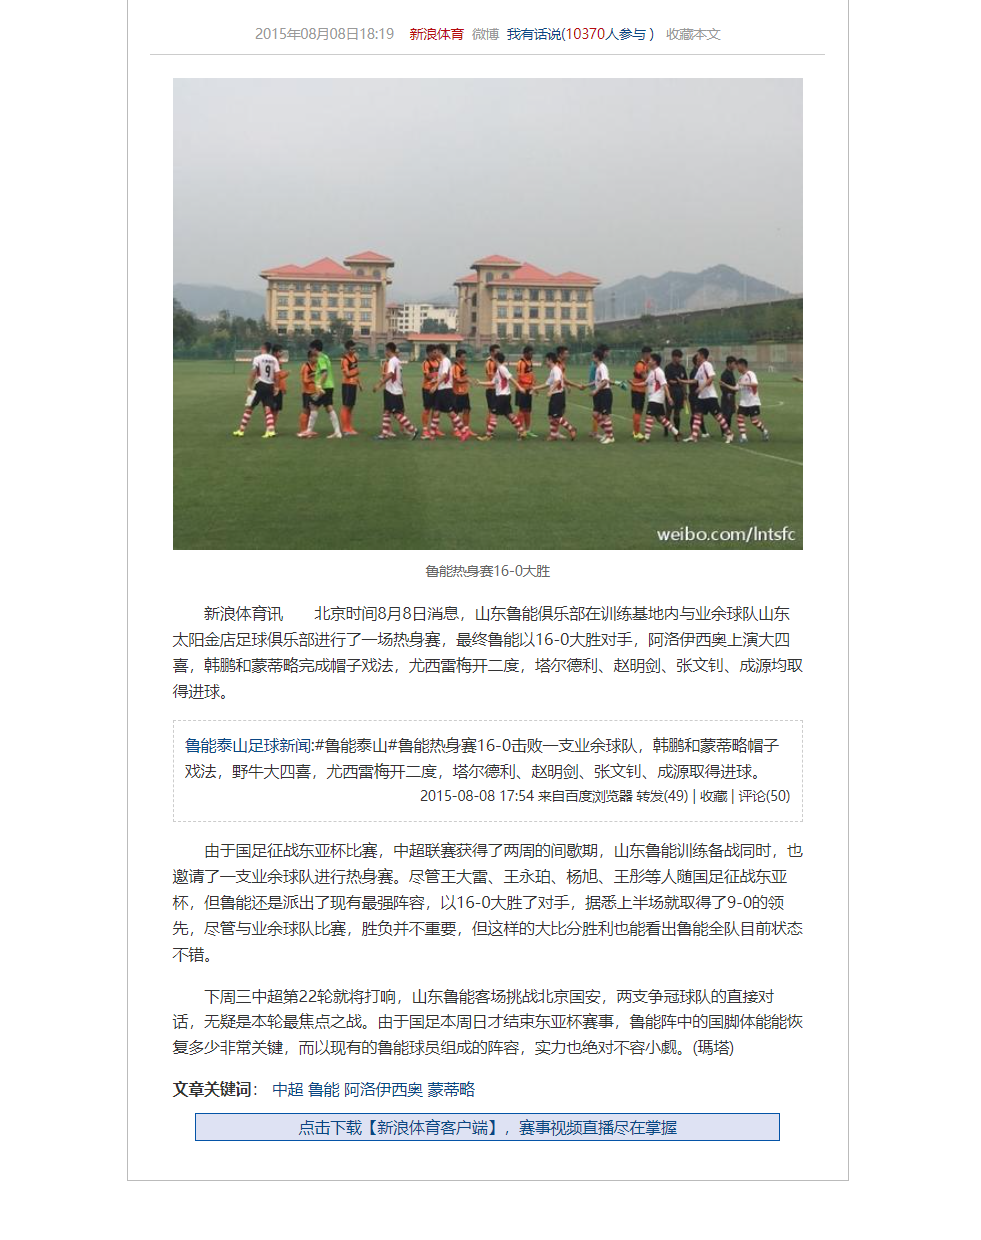 2015年08月08日18:19 新浪体育 微博 我有话说(10370人参与) 收藏本文
9
weibo.com/lntsfc
鲁能热身赛16-0大胜
新浪体育讯 北京时间8月8日消息，山东鲁能俱乐部在训练基地内与业余球队山东
太阳金店足球俱乐部进行了一场热身赛，最终鲁能以16-0大胜对手，阿洛伊西奥上演大四
喜，韩鹏和蒙蒂略完成帽子戏法，尤西雷梅开二度，塔尔德利、赵明剑、张文钊、成源均取
得进球。
鲁能泰山足球新闻:#鲁能泰山#鲁能热身赛16-0击败一支业余球队，韩鹏和蒙蒂略帽子
戏法，野牛大四喜，尤西雷梅开二度，塔尔德利、赵明剑、张文钊、成源取得进球。
2015-08-08 17:54 来自百度浏览器 转发(49) | 收藏 | 评论(50)
由于国足征战东亚杯比赛，中超联赛获得了两周的间歇期，山东鲁能训练备战同时，也
邀请了一支业余球队进行热身赛。尽管王大雷、王永珀、杨旭、王彤等人随国足征战东亚
杯，但鲁能还是派出了现有最强阵容，以16-0大胜了对手，据悉上半场就取得了9-0的领
先，尽管与业余球队比赛，胜负并不重要，但这样的大比分胜利也能看出鲁能全队目前状态
不错。
下周三中超第22轮就将打响，山东鲁能客场挑战北京国安，两支争冠球队的直接对
话，无疑是本轮最焦点之战。由于国足本周日才结束东亚杯赛事，鲁能阵中的国脚体能能恢
复多少非常关键，而以现有的鲁能球员组成的阵容，实力也绝对不容小觑。(瑪塔)
文章关键词： 中超 鲁能 阿洛伊西奥 蒙蒂略
点击下载【新浪体育客户端】，赛事视频直播尽在掌握